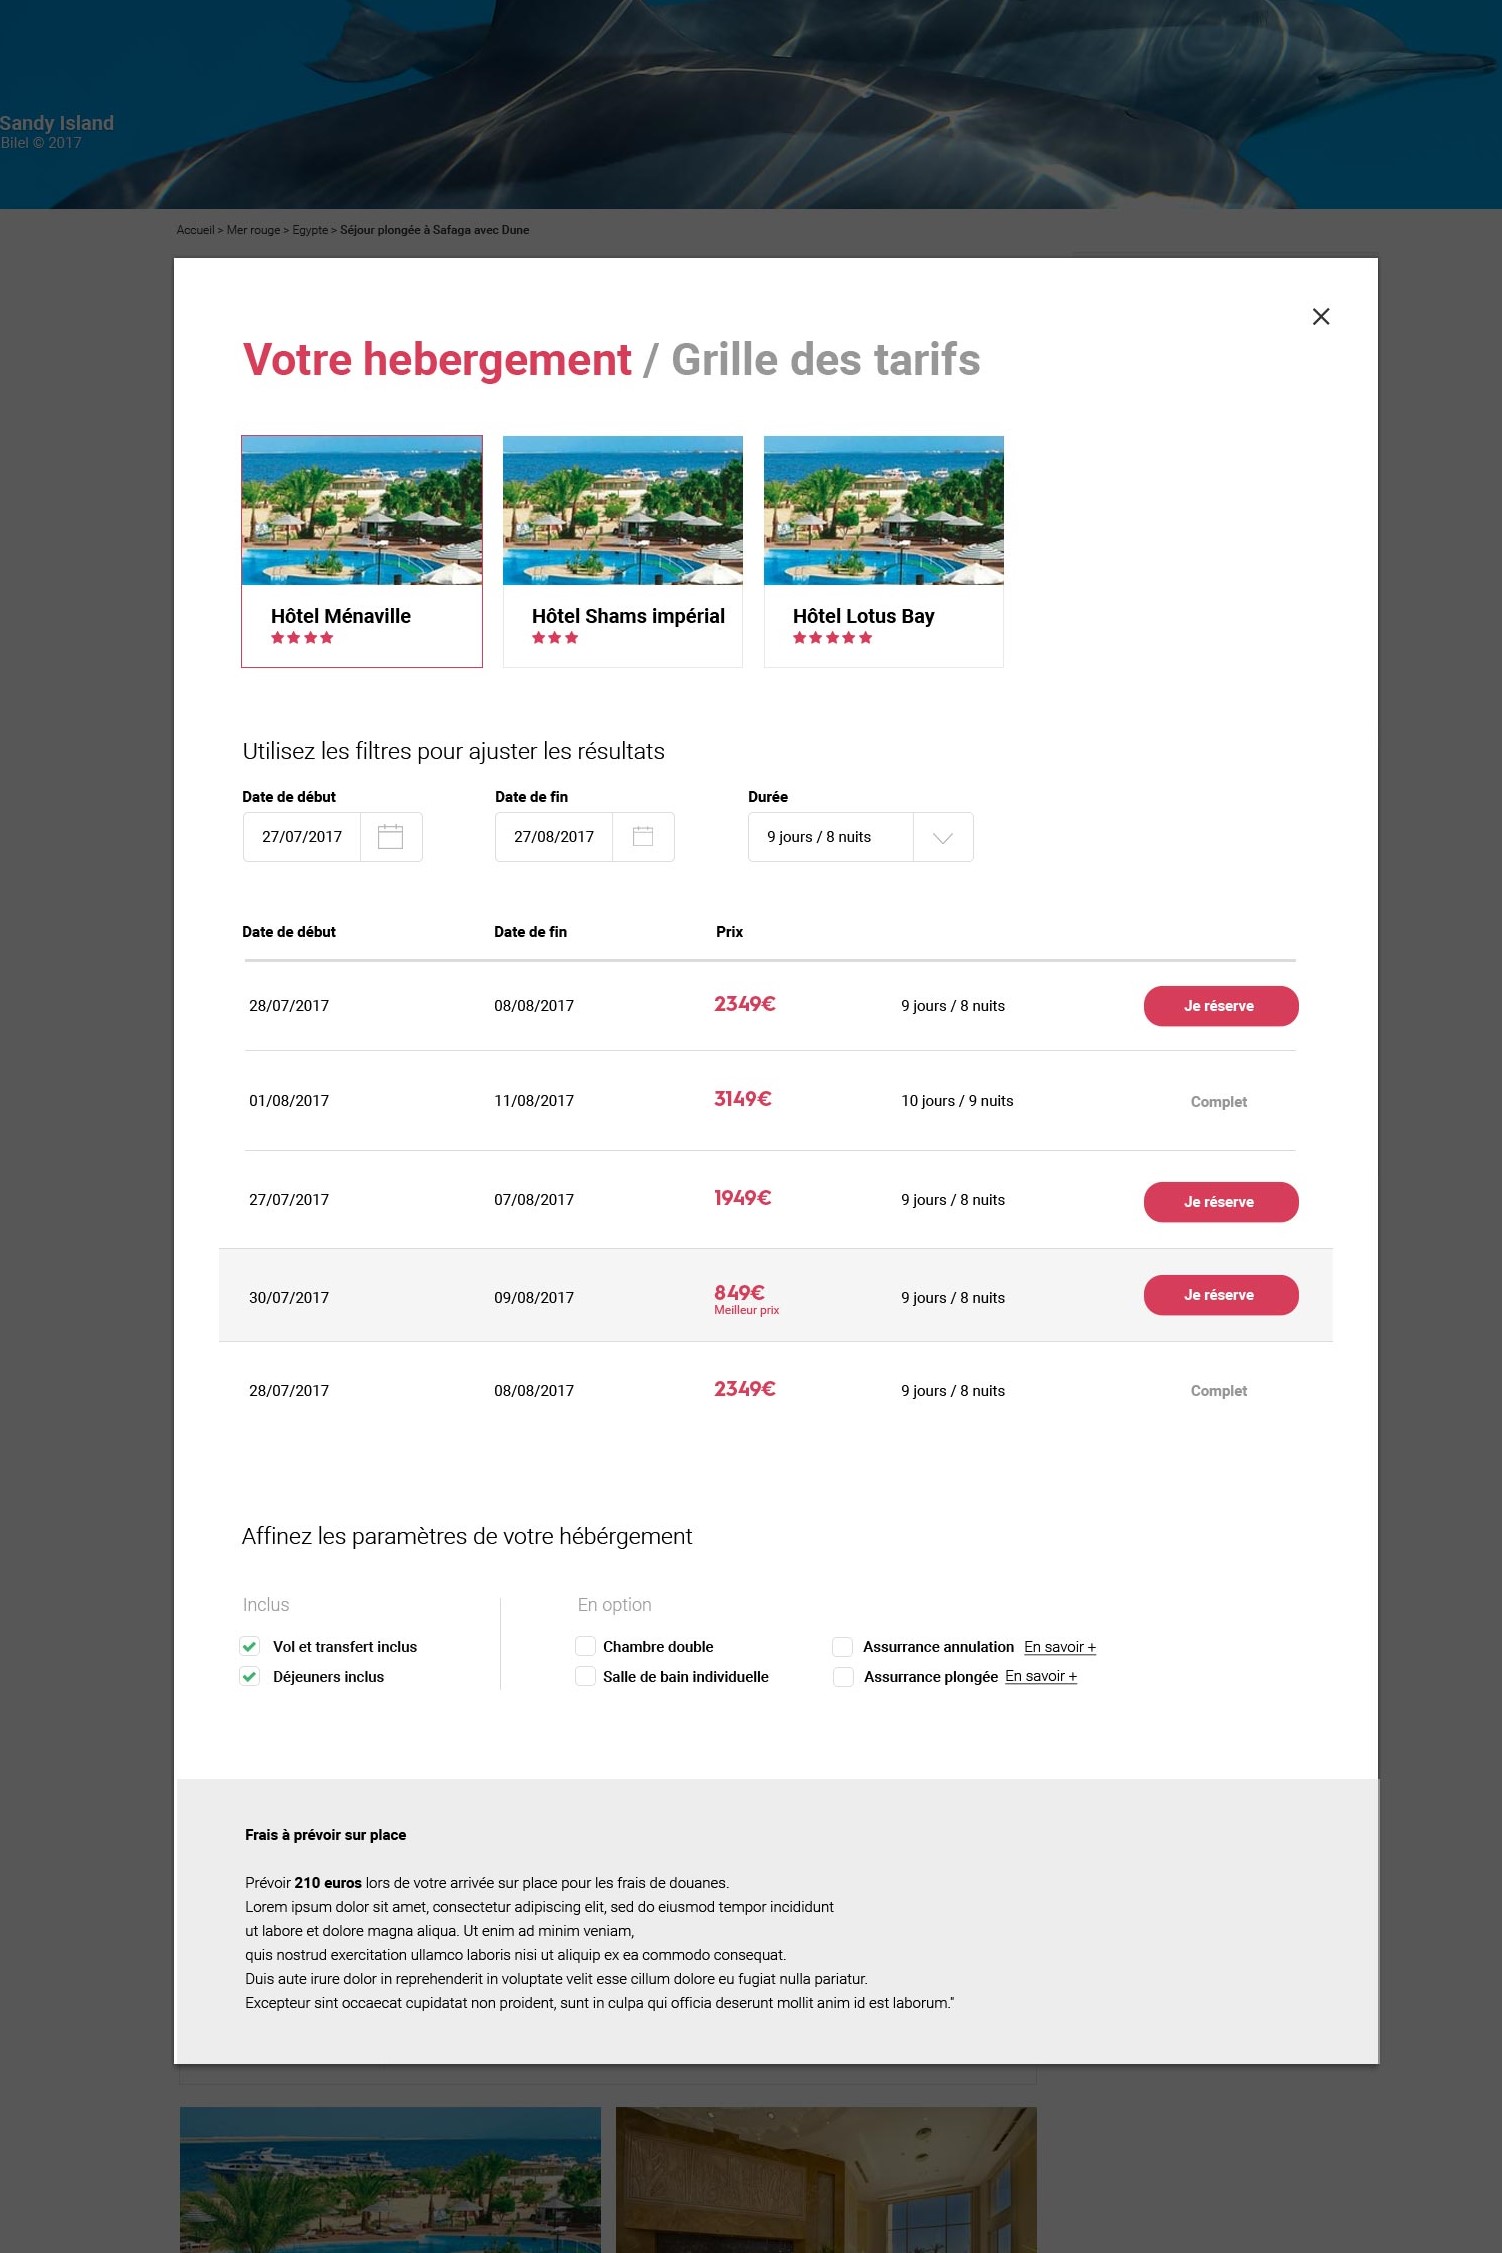 Sandy Island
Bilel © 2017
Accueil > Mer rouge > Egypte > Séjour plongée à Safaga avec Dune
Votre hebergement / Grille des tarifs
Hôtel Ménaville
Hôtel Shams impérial
Hôtel Lotus Bay
Utilisez les filtres pour ajuster les résultats
Date de début Date de fin Durée
27/07/2017 27/08/2017 9 jours / 8 nuits
Date de début Date de fin Prix
28/07/2017 08/08/2017 2349€ 9 jours / 8 nuits Je réserve
01/08/2017 11/08/2017 3149€ 10 jours / 9 nuits Complet
27/07/2017 07/08/2017 1949€ 9 jours / 8 nuits Je réserve
30/07/2017 09/08/2017 849€ 9 jours / 8 nuits Je réserve
Meilleur prix
28/07/2017 08/08/2017 2349€ 9 jours / 8 nuits Complet
Affinez les paramètres de votre hébérgement
Inclus En option
Vol et transfert inclus Chambre double Assurrance annulation En savoir +
Déjeuners inclus Salle de bain individuelle Assurrance plongée En savoir +
Frais à prévoir sur place
Prévoir 210 euros lors de votre arrivée sur place pour les frais de douanes.
Lorem ipsum dolor sit amet, consectetur adipiscing elit, sed do eiusmod tempor incididunt
ut labore et dolore magna aliqua. Ut enim ad minim veniam,
quis nostrud exercitation ullamco laboris nisi ut aliquip ex ea commodo consequat.
Duis aute irure dolor in reprehenderit in voluptate velit esse cillum dolore eu fugiat nulla pariatur.
Excepteur sint occaecat cupidatat non proident, sunt in culpa qui officia deserunt mollit anim id est laborum."